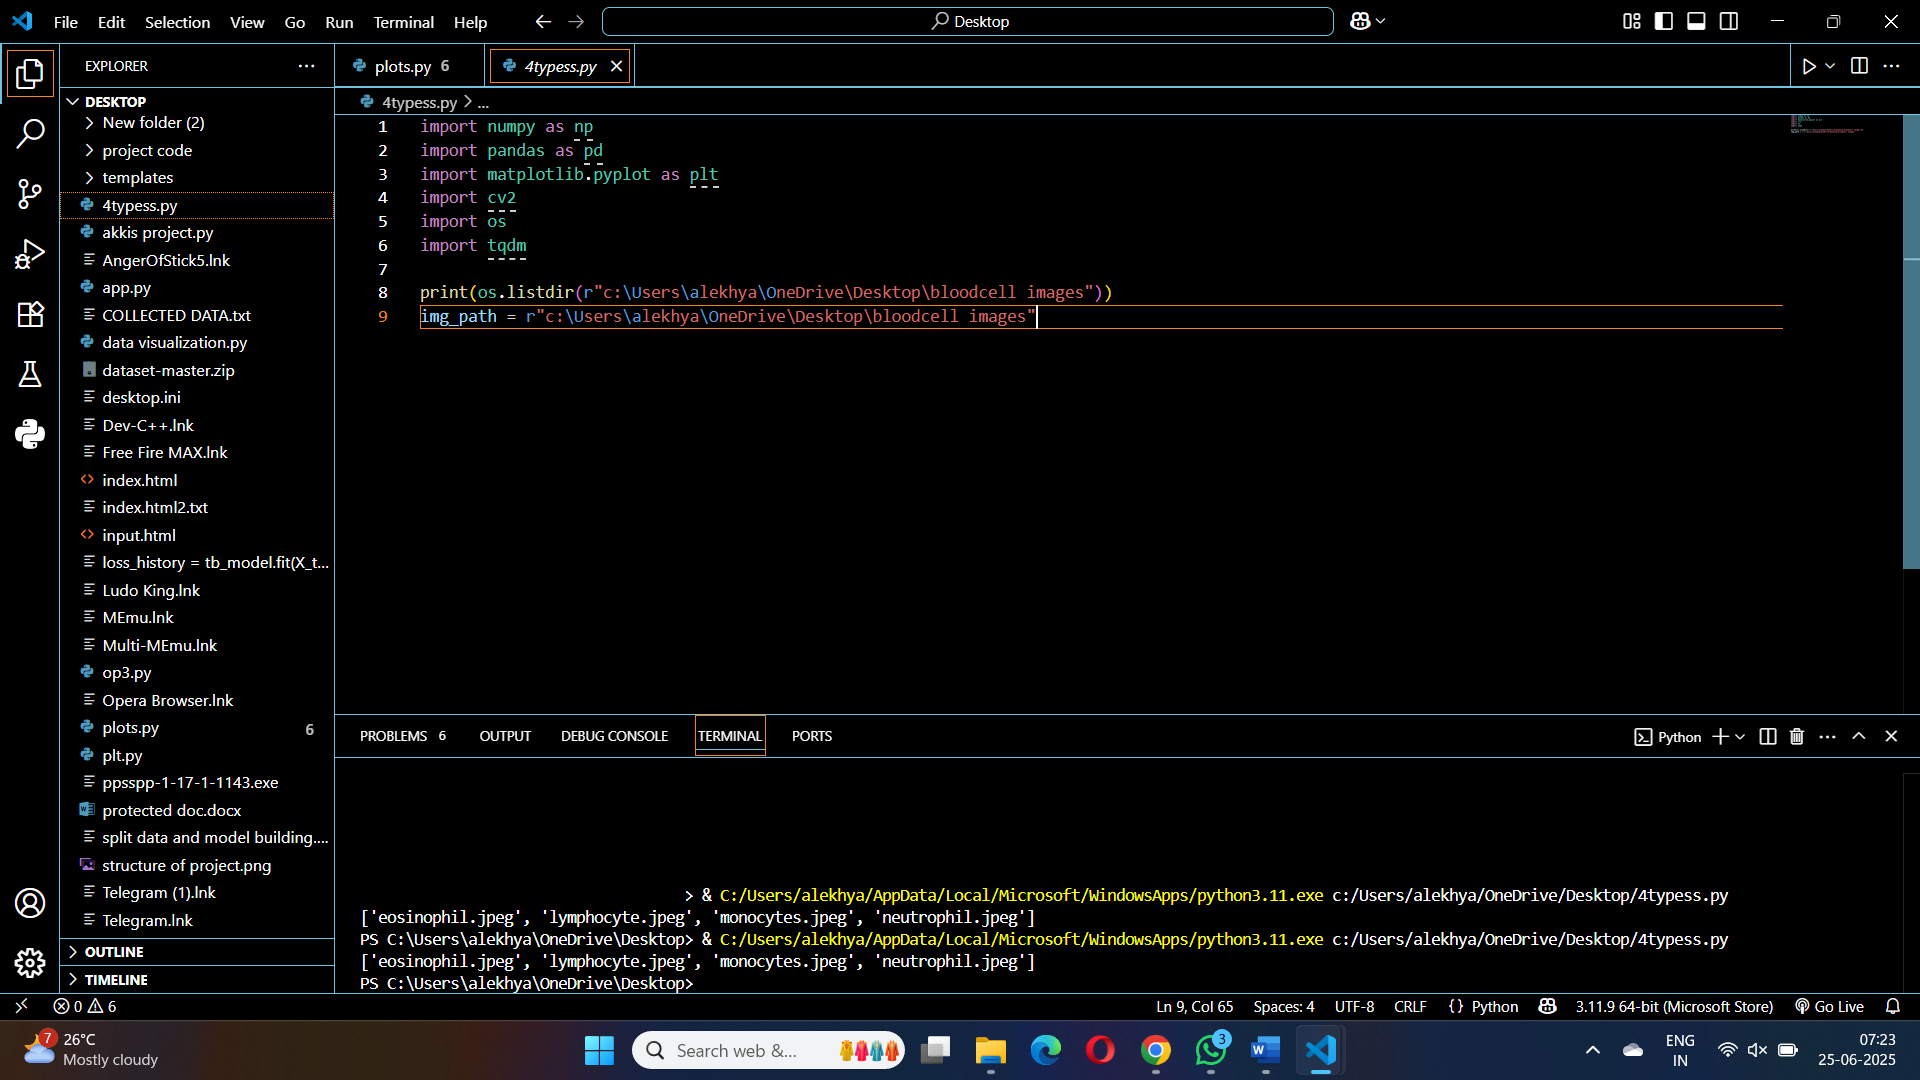 File Edit Selection View Go Run Terminal Help
Desktop
EXPLORER
plots.py 6
4typess.py
DESKTOP
New folder (2)
project code
templates
4typess.py
akkis project.py
AngerOfStick5.lnk
app.py
COLLECTED DATA.txt
data visualization.py
dataset-master.zip
desktop.ini
Dev-C++.lnk
Free Fire MAX.lnk
index.html
index.html2.txt
input.html
loss_history = tb_model.fit(X_t...
Ludo King.lnk
MEmu.lnk
Multi-MEmu.lnk
op3.py
Opera Browser.lnk
plots.py 6
plt.py
ppsspp-1-17-1-1143.exe
protected doc.docx
split data and model building....
structure of project.png
Telegram (1).lnk
Telegram.lnk
OUTLINE
TIMELINE
4typess.py > ...
1 import numpy as np
2 import pandas as pd
3 import matplotlib.pyplot as plt
4 import cv2
5 import os
6 import tqdm
7
8 print(os.listdir(r"c:\Users\alekhya\OneDrive\Desktop\bloodcell images"))
9 img_path = r"c:\Users\alekhya\OneDrive\Desktop\bloodcell images"
PROBLEMS 6 OUTPUT DEBUG CONSOLE TERMINAL PORTS
Python
> & C:/Users/alekhya/AppData/Local/Microsoft/WindowsApps/python3.11.exe c:/Users/alekhya/OneDrive/Desktop/4typess.py
['eosinophil.jpeg', 'lymphocyte.jpeg', 'monocytes.jpeg', 'neutrophil.jpeg']
PS C:\Users\alekhya\OneDrive\Desktop> & C:/Users/alekhya/AppData/Local/Microsoft/WindowsApps/python3.11.exe c:/Users/alekhya/OneDrive/Desktop/4typess.py
['eosinophil.jpeg', 'lymphocyte.jpeg', 'monocytes.jpeg', 'neutrophil.jpeg']
PS C:\Users\alekhya\OneDrive\Desktop>
0 6
Ln 9, Col 65 Spaces: 4 UTF-8 CRLF {} Python 3.11.9 64-bit (Microsoft Store) Go Live
7
26°C
Mostly cloudy
Search web &...
3
ENG
IN
07:23
25-06-2025